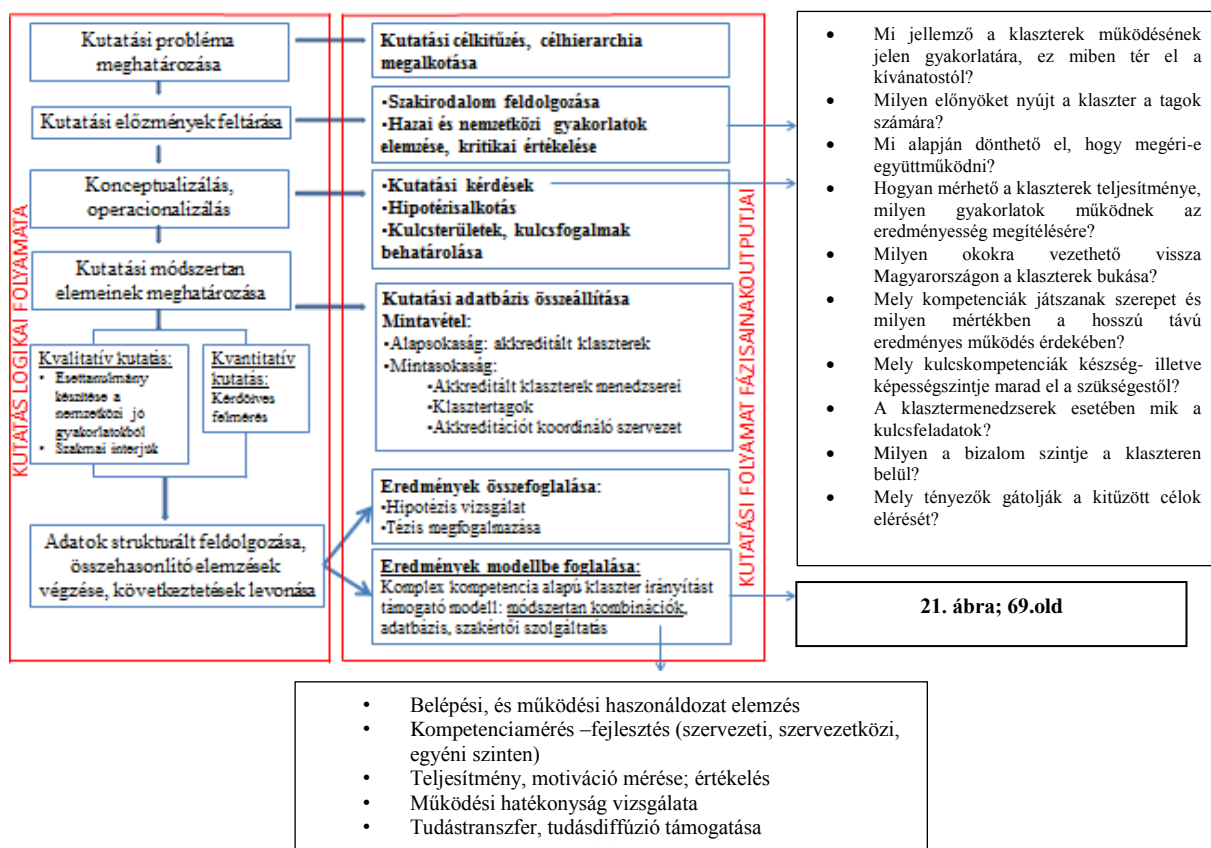 KUTATÁS LOGIKAI FOLYAMATA
Kutatási probléma
meghatározása
Kutatási előzmények feltárása
Konceptualizálás,
operacionalizálás
Kutatási módszertan
elemeinek meghatározása
Kvalitatív kutatás:
• Esettanulmány
készítése a
nemzetközi jó
gyakorlatokból
• Szakmai interjúk
Kvantitatív
kutatás:
Kérdőíves
felmérés
Adatok strukturált feldolgozása,
összehasonlító elemzések
végzése, következtetések levonása
KUTATÁSI FOLYAMAT FÁZISAINAKOUTPUTJAI
Kutatási célkitűzés, célhierarchia
megalkotása
•Szakirodalom feldolgozása
•Hazai és nemzetközi gyakorlatok
elemzése, kritikai értékelése
•Kutatási kérdések
•Hipotézisalkotás
•Kulcsterületek, kulcsfogalmak
behatárolása
Kutatási adatbázis összeállítása
Mintavétel:
•Alapsokaság: akkreditált klaszterek
•Mintasokaság:
•Akkreditált klaszterek menedzserei
•Klasztertagok
•Akkreditációt koordináló szervezet
Eredmények összefoglalása:
•Hipotézis vizsgálat
•Tézis megfogalmazása
Eredmények modellbe foglalása:
Komplex kompetencia alapú klaszter irányítást
támogató modell: módszertan kombinációk,
adatbázis, szakértői szolgáltatás
• Mi jellemző a klaszterek működésének
jelen gyakorlatára, ez miben tér el a
kívánatostól?
• Milyen előnyöket nyújt a klaszter a tagok
számára?
• Mi alapján dönthető el, hogy megéri-e
együttműködni?
• Hogyan mérhető a klaszterek teljesítménye,
milyen gyakorlatok működnek az
eredményesség megítélésére?
• Milyen okokra vezethető vissza
Magyarországon a klaszterek bukása?
• Mely kompetenciák játszanak szerepet és
milyen mértékben a hosszú távú
eredményes működés érdekében?
• Mely kulcskompetenciák készség- illetve
képességszintje marad el a szükségestől?
• A klasztermenedzserek esetében mik a
kulcsfeladatok?
• Milyen a bizalom szintje a klaszteren
belül?
• Mely tényezők gátolják a kitűzött célok
elérését?
21. ábra; 69.old
• Belépési, és működési haszonáldozat elemzés
• Kompetenciamérés –fejlesztés (szervezeti, szervezetközi,
egyéni szinten)
• Teljesítmény, motiváció mérése; értékelés
• Működési hatékonyság vizsgálata
• Tudástranszfer, tudásdiffúzió támogatása